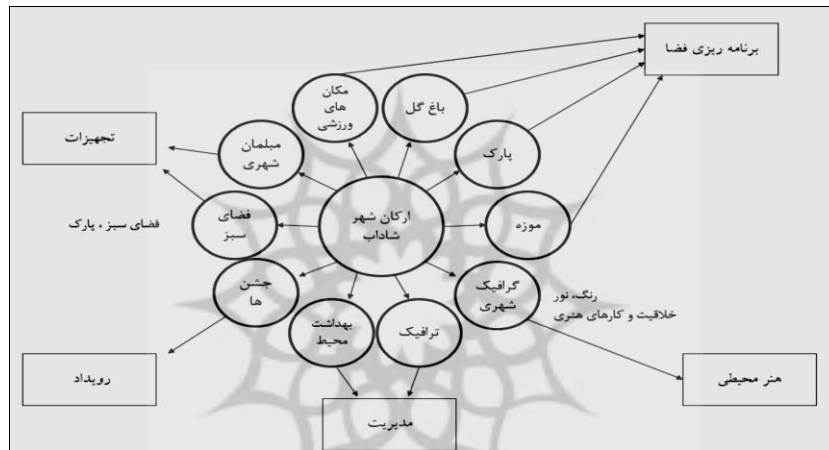 برنامه ریزی فضا
مکان
های
ورزشی
باغ گل
تجهیزات
مبلمان
شهری
پارک
فضای سبز ، پارک
فضای
سبز
ارکان شهر
شاداب
موزه
جشن
ها
گرافیک
شهری
رنگ، نور
خلاقیت و کارهای هنری
بهداشت
محیط
ترافیک
رویداد
هنر محیطی
مدیریت